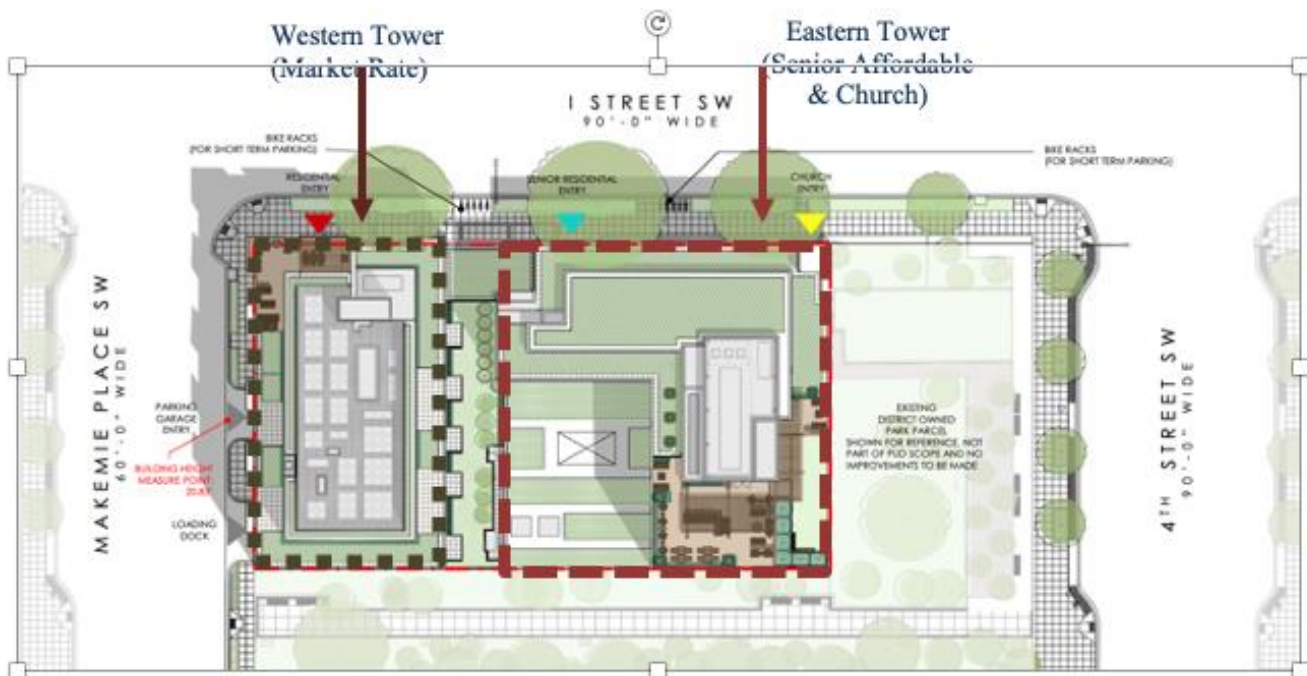 Western Tower
(Market Rate)
Eastern Tower
(Senior Affordable
& Church)
I STREET SW
90'-0" WIDE
BIKE RACKS
(FOR SHORT TERM PARKING)
BIKE RACKS
(FOR SHORT TERM PARKING)
RESIDENTIAL
ENTRY
SENIOR RESIDENTIAL
ENTRY
CHURCH
ENTRY
MAKEMIE PLACE SW
60'-0" WIDE
PARKING
GARAGE
ENTRY
BUILDING HEIGHT
MEASURE POINT
LOADING
DOCK
EXISTING
DISTRICT OWNED
PARK PARCEL
SHOWN FOR REFERENCE, NOT
PART OF PUD SCOPE AND NO
IMPROVEMENTS TO BE MADE
4TH STREET SW
90'-0" WIDE